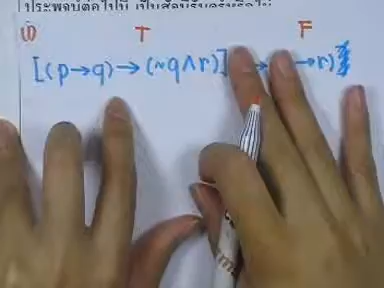 ประพจน์ต่อไปนี้ เป็นสัจนิรันดร์หรือไม่
(1) T F
[(p→q)→(~q∧r)] → →r)